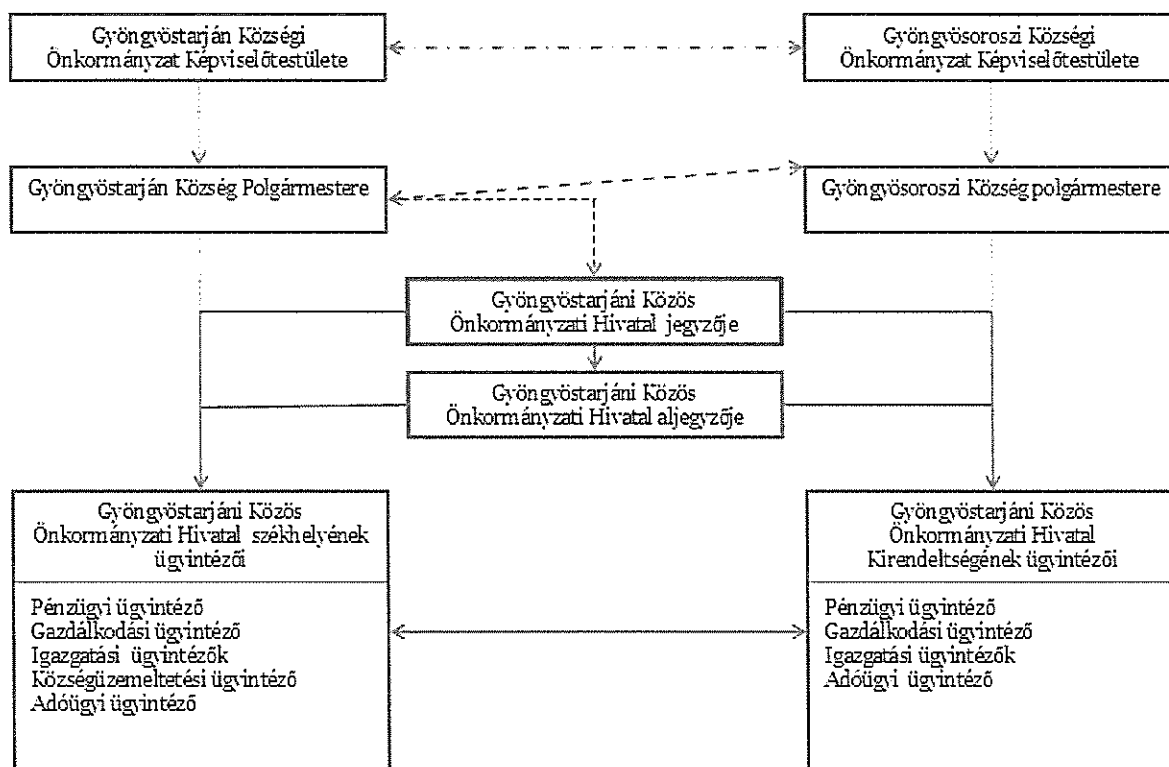 Gyöngyöstarján Községi
Önkormányzat Képviselőtestülete
Gyöngyösoroszi Községi
Önkormányzat Képviselőtestülete
Gyöngyöstarján Község Polgármestere
Gyöngyösoroszi Község polgármestere
Gyöngyöstarjáni Közös
Önkormányzati Hivatal jegyzője
Gyöngyöstarjáni Közös
Önkormányzati Hivatal aljegyzője
Gyöngyöstarjáni Közös
Önkormányzati Hivatal székhelyének
ügyintézői
Pénzügyi ügyintéző
Gazdálkodási ügyintéző
Igazgatási ügyintézők
Községüzemeltetési ügyintéző
Adóügyi ügyintéző
Gyöngyöstarjáni Közös
Önkormányzati Hivatal
Kirendeltségének ügyintézői
Pénzügyi ügyintéző
Gazdálkodási ügyintéző
Igazgatási ügyintézők
Adóügyi ügyintéző